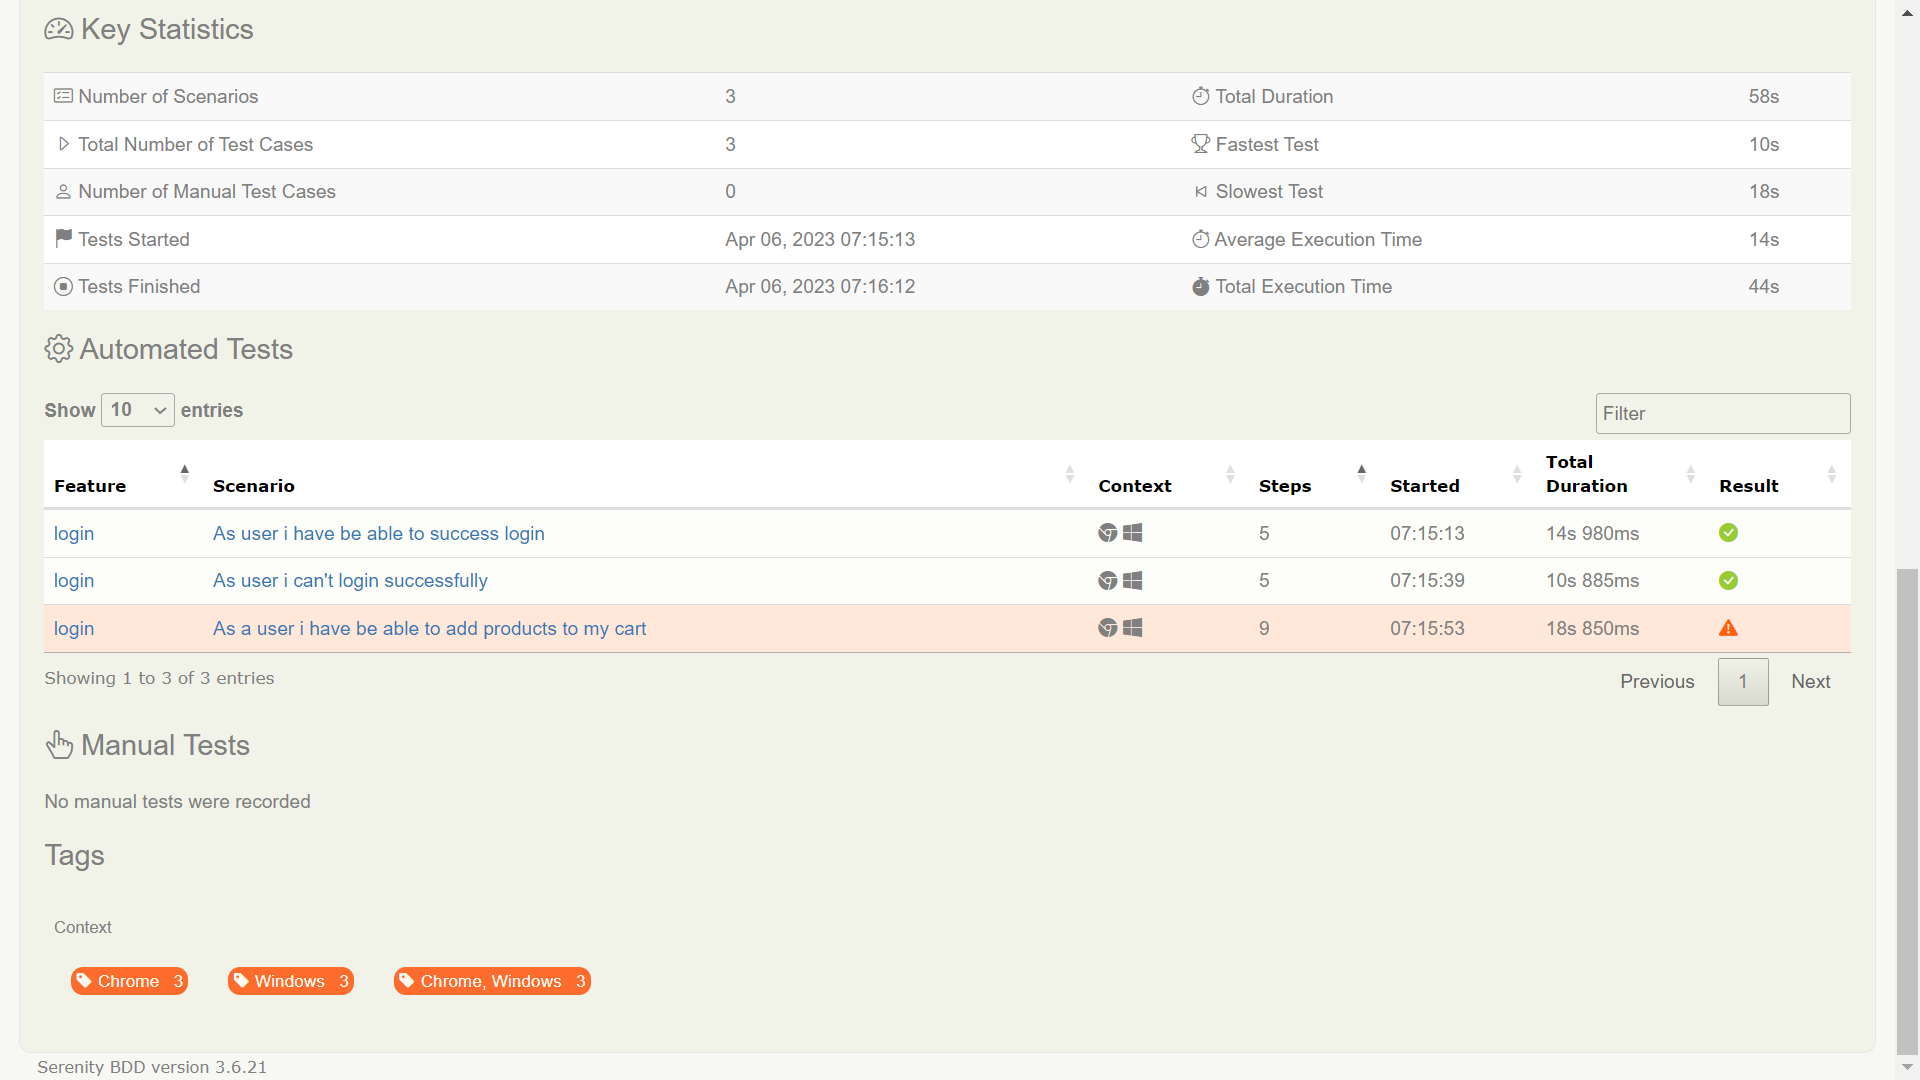 Key Statistics
Number of Scenarios 3 Total Duration 58s
Total Number of Test Cases 3 Fastest Test 10s
Number of Manual Test Cases 0 Slowest Test 18s
Tests Started Apr 06, 2023 07:15:13 Average Execution Time 14s
Tests Finished Apr 06, 2023 07:16:12 Total Execution Time 44s
Automated Tests
Show 10 entries Filter
Feature Scenario Context Steps Started Total Duration Result
login As user i have be able to success login 5 07:15:13 14s 980ms
login As user i can't login successfully 5 07:15:39 10s 885ms
login As a user i have be able to add products to my cart 9 07:15:53 18s 850ms
Showing 1 to 3 of 3 entries Previous 1 Next
Manual Tests
No manual tests were recorded
Tags
Context
Chrome 3 Windows 3 Chrome, Windows 3
Serenity BDD version 3.6.21